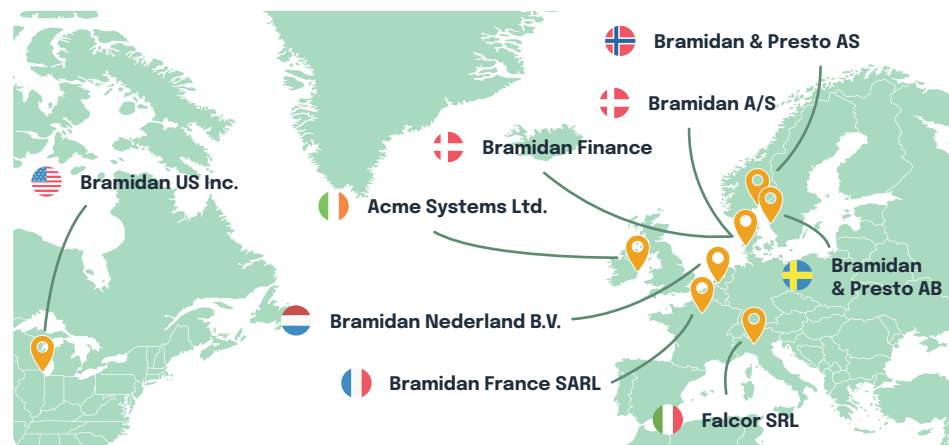 Bramidan & Presto AS
Bramidan A/S
Bramidan Finance
Bramidan US Inc.
Acme Systems Ltd.
Bramidan
& Presto AB
Bramidan Nederland B.V.
Bramidan France SARL
Falcor SRL